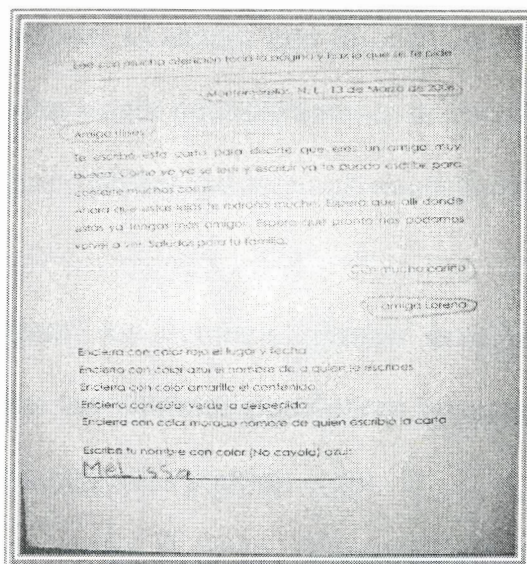 Lee con mucha atención toda la página y haz lo que se te pide
Montemorelos, N. L. 13 de Marzo de 2006
Amigo Ulises
Te escribo esta carta para decirte que eres un amigo muy
bueno. Como yo ya se leer y escribir ya te puedo escribir para
contarte muchas cosas.
Ahora que estas lejos te extraño mucho. Espero que allí donde
estás ya tengas más amigos. Espero que pronto nos podamos
volver a ver. Saludos para tu familia.
Con mucho cariño
Tu amiga Lorena
Encierra con color rojo el lugar y fecha
Encierra con color azul el nombre de a quien le escribes
Encierra con color amarillo el contenido
Encierra con color verde la despedida
Encierra con color morado nombre de quien escribió la carta
Escribe tu nombre con color (No crayola) azul:
Melissa